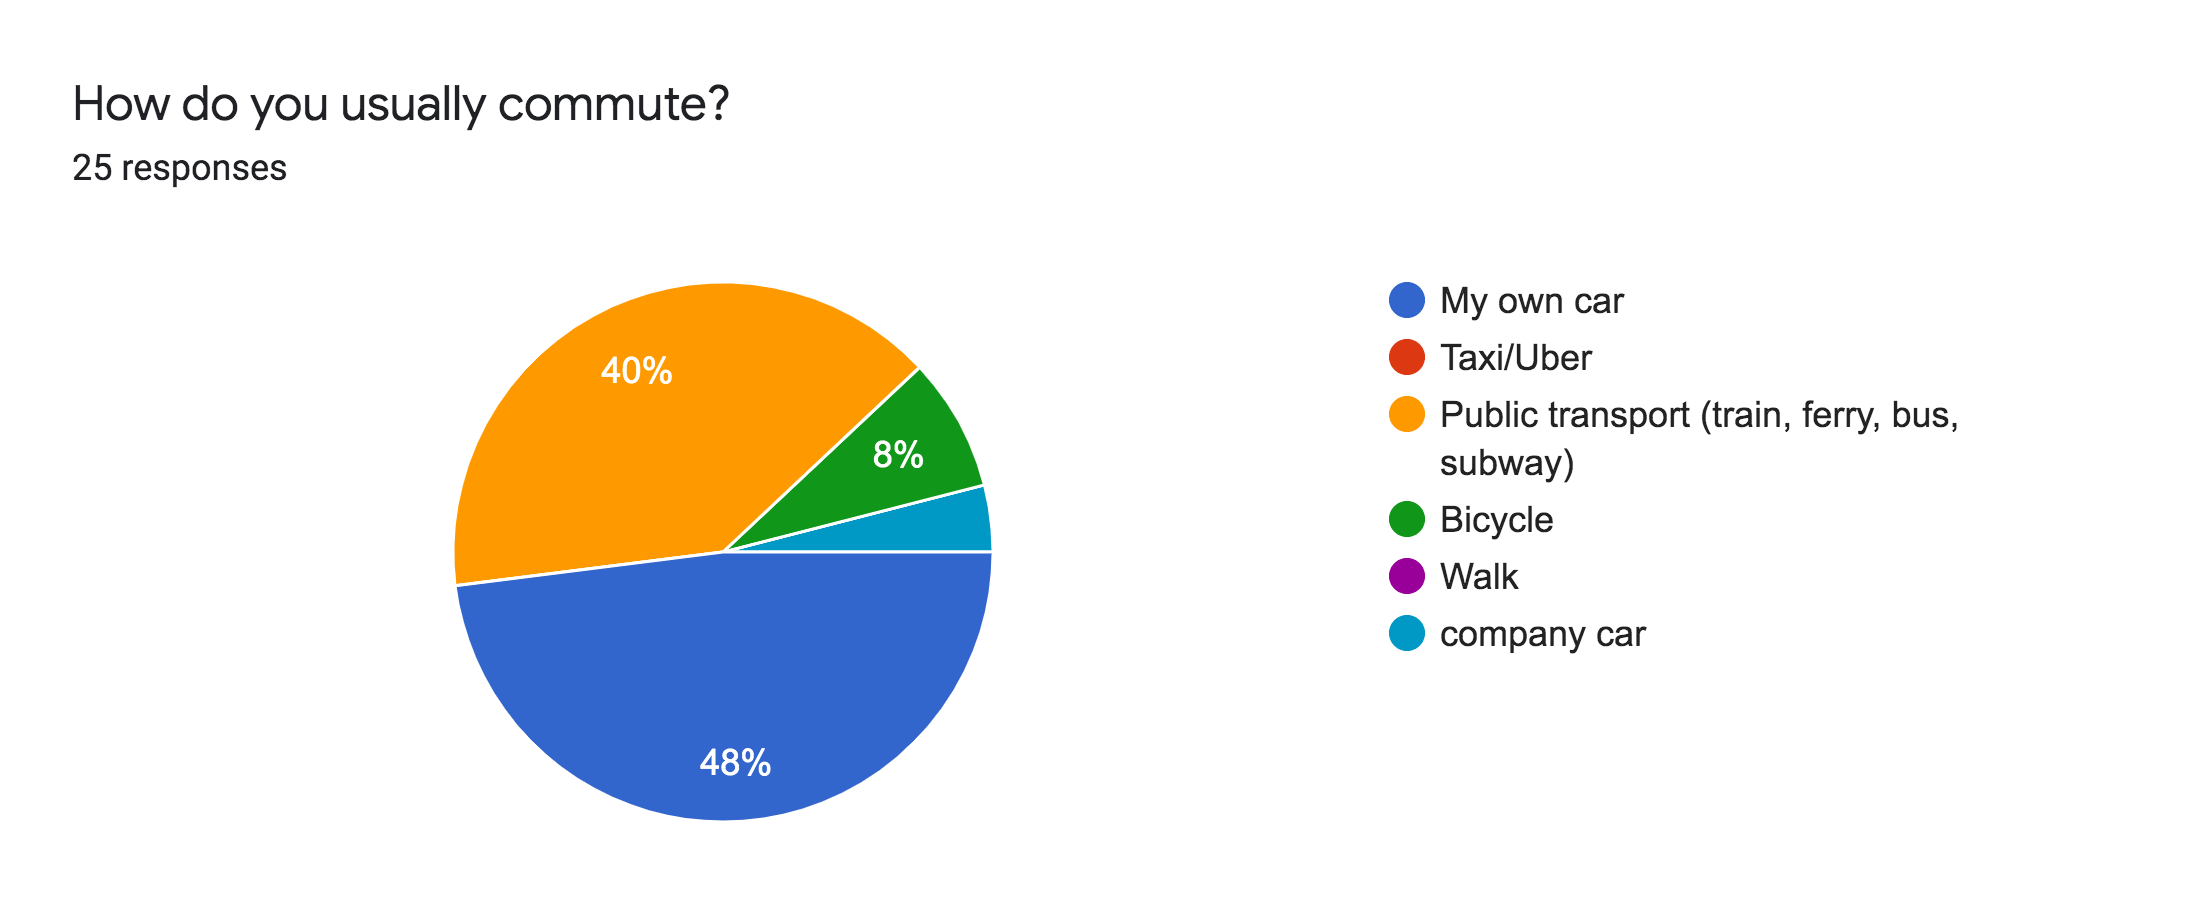 How do you usually commute?
25 responses
40%
8%
48%
My own car
Taxi/Uber
Public transport (train, ferry, bus,
subway)
Bicycle
Walk
company car